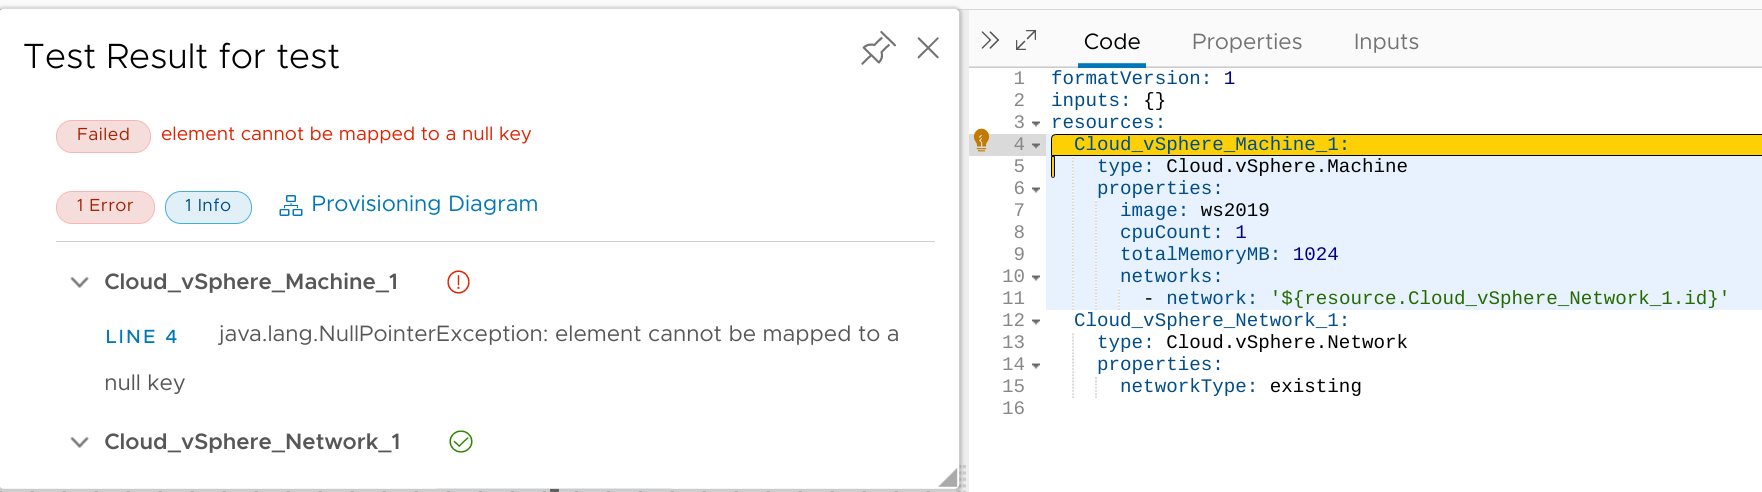 Test Result for test
Failed element cannot be mapped to a null key
1 Error 1 Info Provisioning Diagram
Cloud_vSphere_Machine_1
LINE 4 java.lang.NullPointerException: element cannot be mapped to a
null key
Cloud_vSphere_Network_1
Code Properties Inputs
1 formatVersion: 1
2 inputs: {}
3 resources:
4 Cloud_vSphere_Machine_1:
5 type: Cloud.vSphere.Machine
6 properties:
7 image: ws2019
8 cpuCount: 1
9 totalMemoryMB: 1024
10 networks:
11 - network: '${resource.Cloud_vSphere_Network_1.id}'
12 Cloud_vSphere_Network_1:
13 type: Cloud.vSphere.Network
14 properties:
15 networkType: existing
16